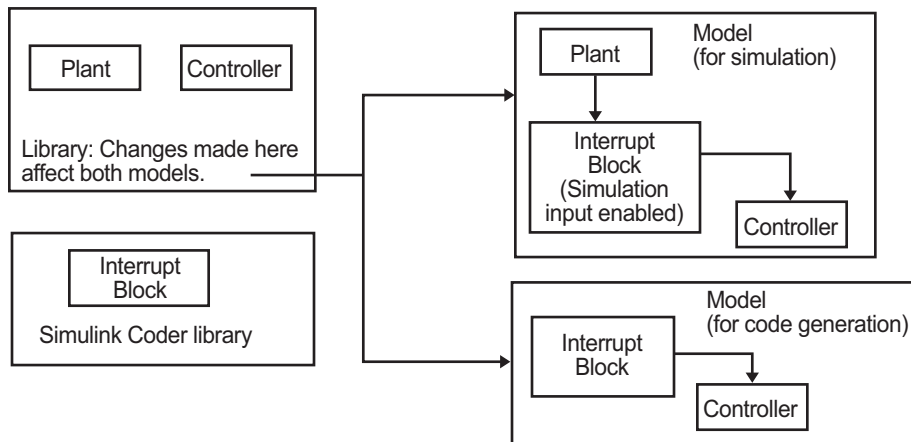 Plant
Controller
Library: Changes made here
affect both models.
Interrupt
Block
Simulink Coder library
Model
(for simulation)
Plant
Interrupt
Block
(Simulation
input enabled)
Controller
Model
(for code generation)
Interrupt
Block
Controller